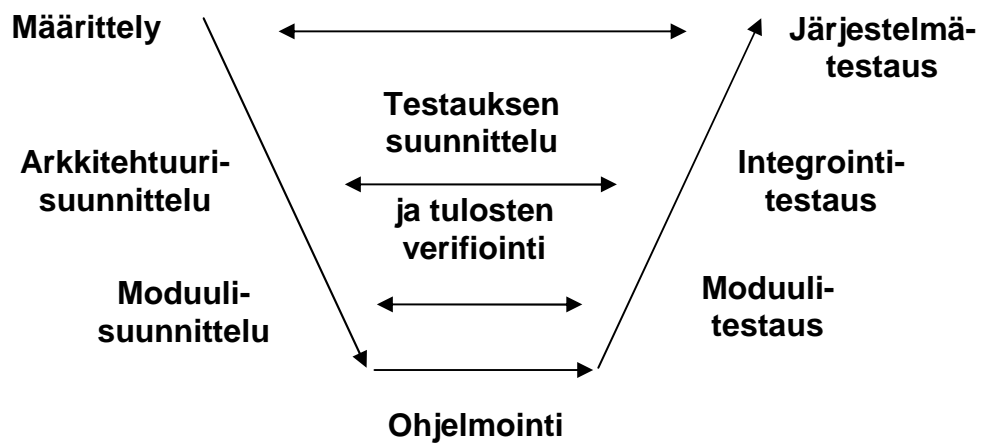 Määrittely
Järjestelmä-
testaus
Testauksen
suunnittelu
Arkkitehtuuri-
suunnittelu
Integrointi-
testaus
ja tulosten
verifiointi
Moduuli-
suunnittelu
Moduuli-
testaus
Ohjelmointi